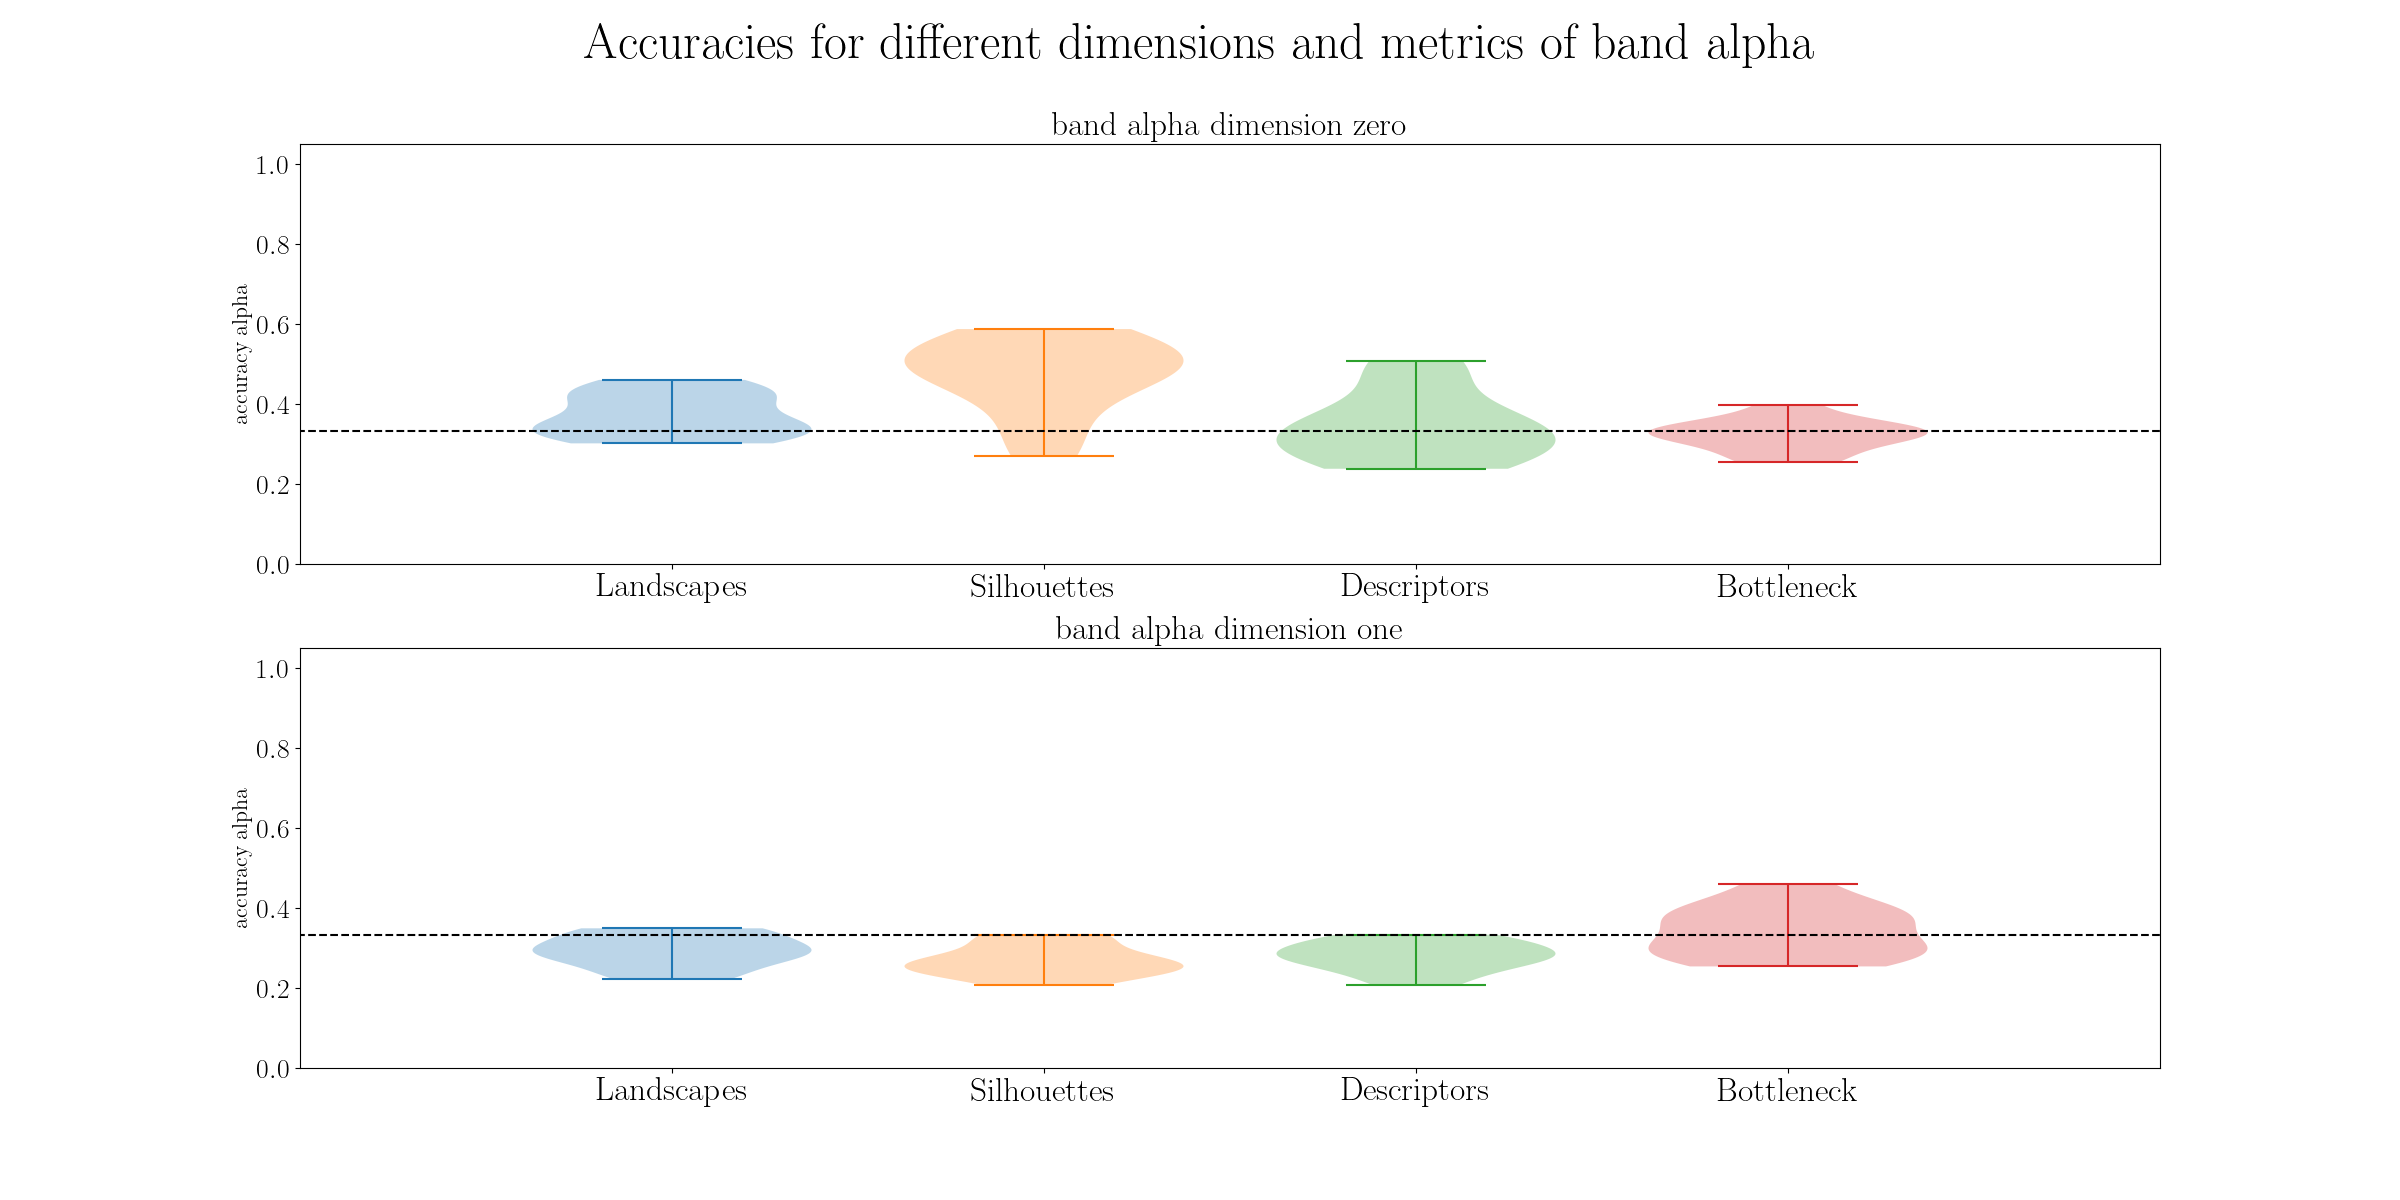 Accuracies for different dimensions and metrics of band alpha
band alpha dimension zero
1.0
0.8
0.6
0.4
0.2
0.0
accuracy alpha
Landscapes Silhouettes Descriptors Bottleneck
band alpha dimension one
1.0
0.8
0.6
0.4
0.2
0.0
accuracy alpha
Landscapes Silhouettes Descriptors Bottleneck